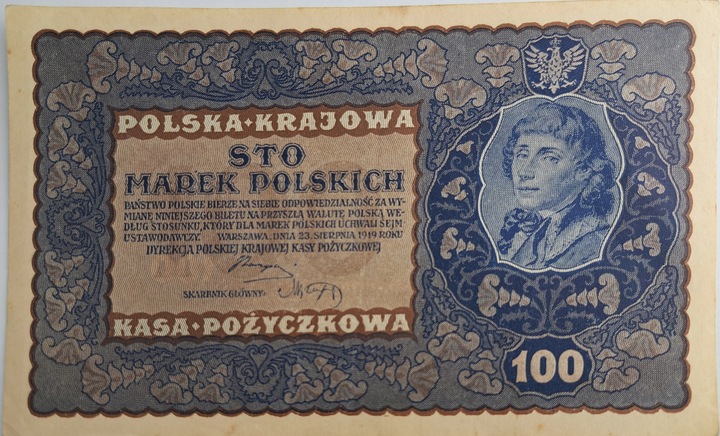 POLSKA·KRAJOWA
STO
MAREK POLSKICH
PAŃSTWO POLSKIE BIERZE NA SIEBIE ODPOWIEDZIALNOŚĆ ZA WY-
MIANĘ NINIEJSZEGO BILETU NA PRZYSZŁĄ WALUTĘ POLSKĄ WE-
DŁUG STOSUNKU, KTÓRY DLA MAREK POLSKICH UCHWALI SEJM-
USTAWODAWCZY. WARSZAWA, DNIA 23. SIERPNIA 1919 ROKU
DYREKCJA POLSKIEJ KRAJOWEJ KASY POŻYCZKOWEJ
SKARBNIK GŁÓWNY:
KASA·POŻYCZKOWA
100